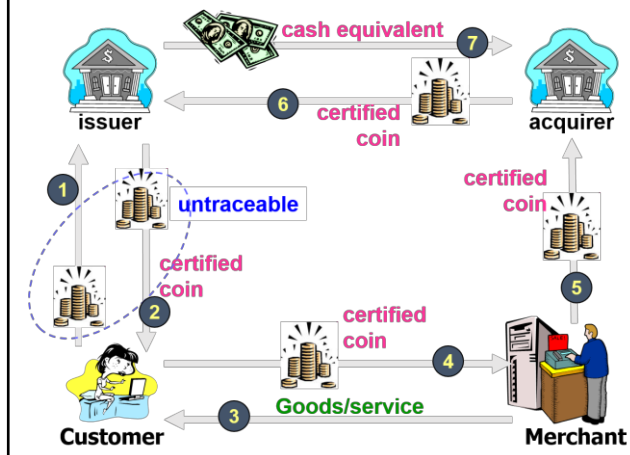 cash equivalent
7
$
$
issuer
6
certified
coin
acquirer
1
untraceable
certified
coin
certified
coin
2
5
certified
coin
4
3
Goods/service
Customer
Merchant